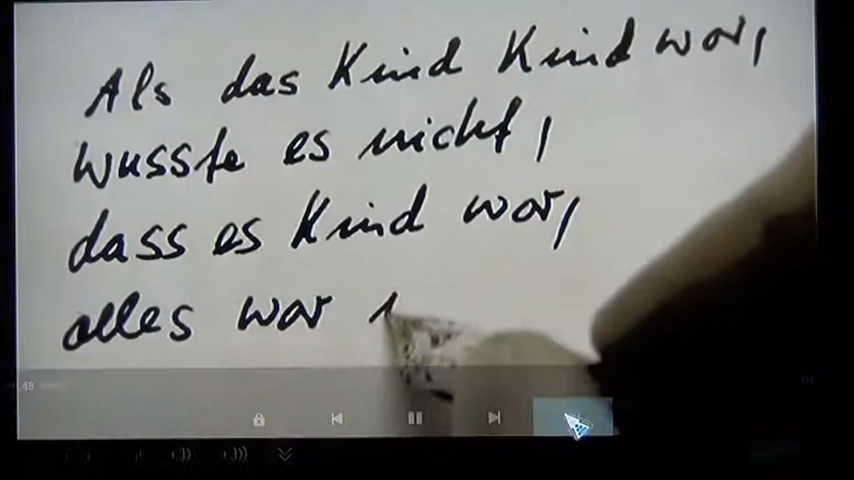 Als das Kind Kind war,
wusste es nicht,
dass es Kind war,
alles war